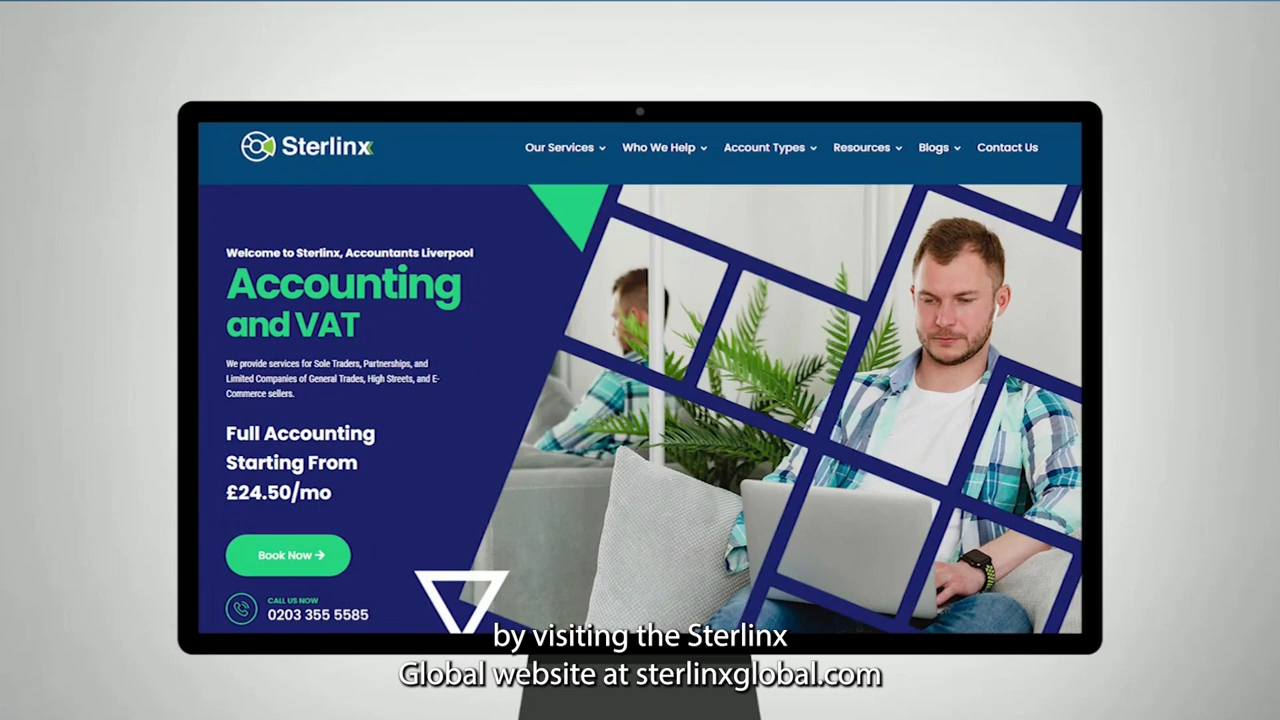 Sterlinx
Our Services
Who We Help
Account Types
Resources
Blogs
Contact Us
Welcome to Sterlinx, Accountants Liverpool
Accounting
and VAT
We provide services for Sole Traders, Partnerships, and
Limited Companies of General Trades, High Streets, and E-
Commerce sellers.
Full Accounting
Starting From
£24.50/mo
Book Now
CALL US NOW
0203 355 5585
by visiting the Sterlinx
Global website at sterlinxglobal.com